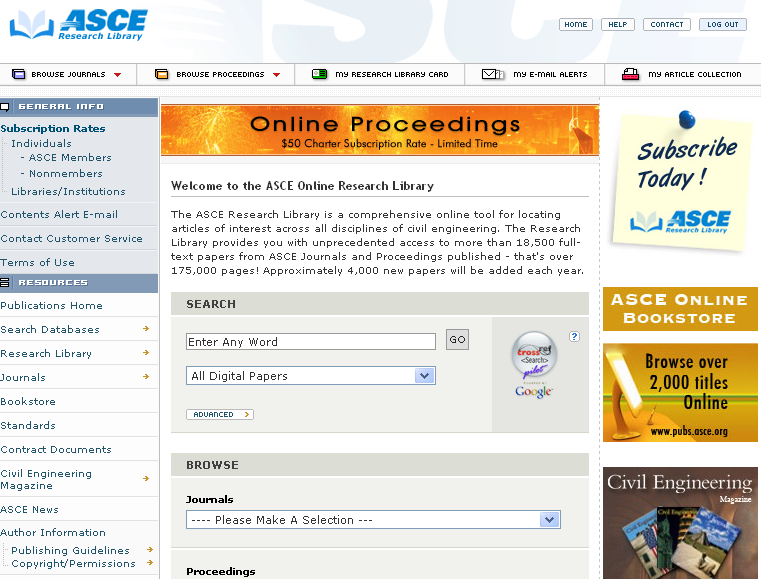 ASCE
Research Library
HOME
HELP
CONTACT
LOG OUT
BROWSE JOURNALS
BROWSE PROCEEDINGS
MY RESEARCH LIBRARY CARD
MY E-MAIL ALERTS
MY ARTICLE COLLECTION
GENERAL INFO
Subscription Rates
Individuals
- ASCE Members
- Nonmembers
Libraries/Institutions
Contents Alert E-mail
Contact Customer Service
Terms of Use
RESOURCES
Publications Home
Search Databases
Research Library
Journals
Bookstore
Standards
Contract Documents
Civil Engineering
Magazine
ASCE News
Author Information
Publishing Guidelines
Copyright/Permissions
Online Proceedings
$50 Charter Subscription Rate - Limited Time
Welcome to the ASCE Online Research Library
The ASCE Research Library is a comprehensive online tool for locating
articles of interest across all disciplines of civil engineering. The Research
Library provides you with unprecedented access to more than 18,500 full-
text papers from ASCE Journals and Proceedings published - that's over
175,000 pages! Approximately 4,000 new papers will be added each year.
SEARCH
Enter Any Word
GO
All Digital Papers
ADVANCED
?
crossref
<Search>
pilot
Google
BROWSE
Journals
---- Please Make A Selection ---
Proceedings
Subscribe
Today !
ASCE
Research Library
ASCE ONLINE
BOOKSTORE
Browse over
2,000 titles
Online
www.pubs.asce.org
Civil Engineering
Magazine